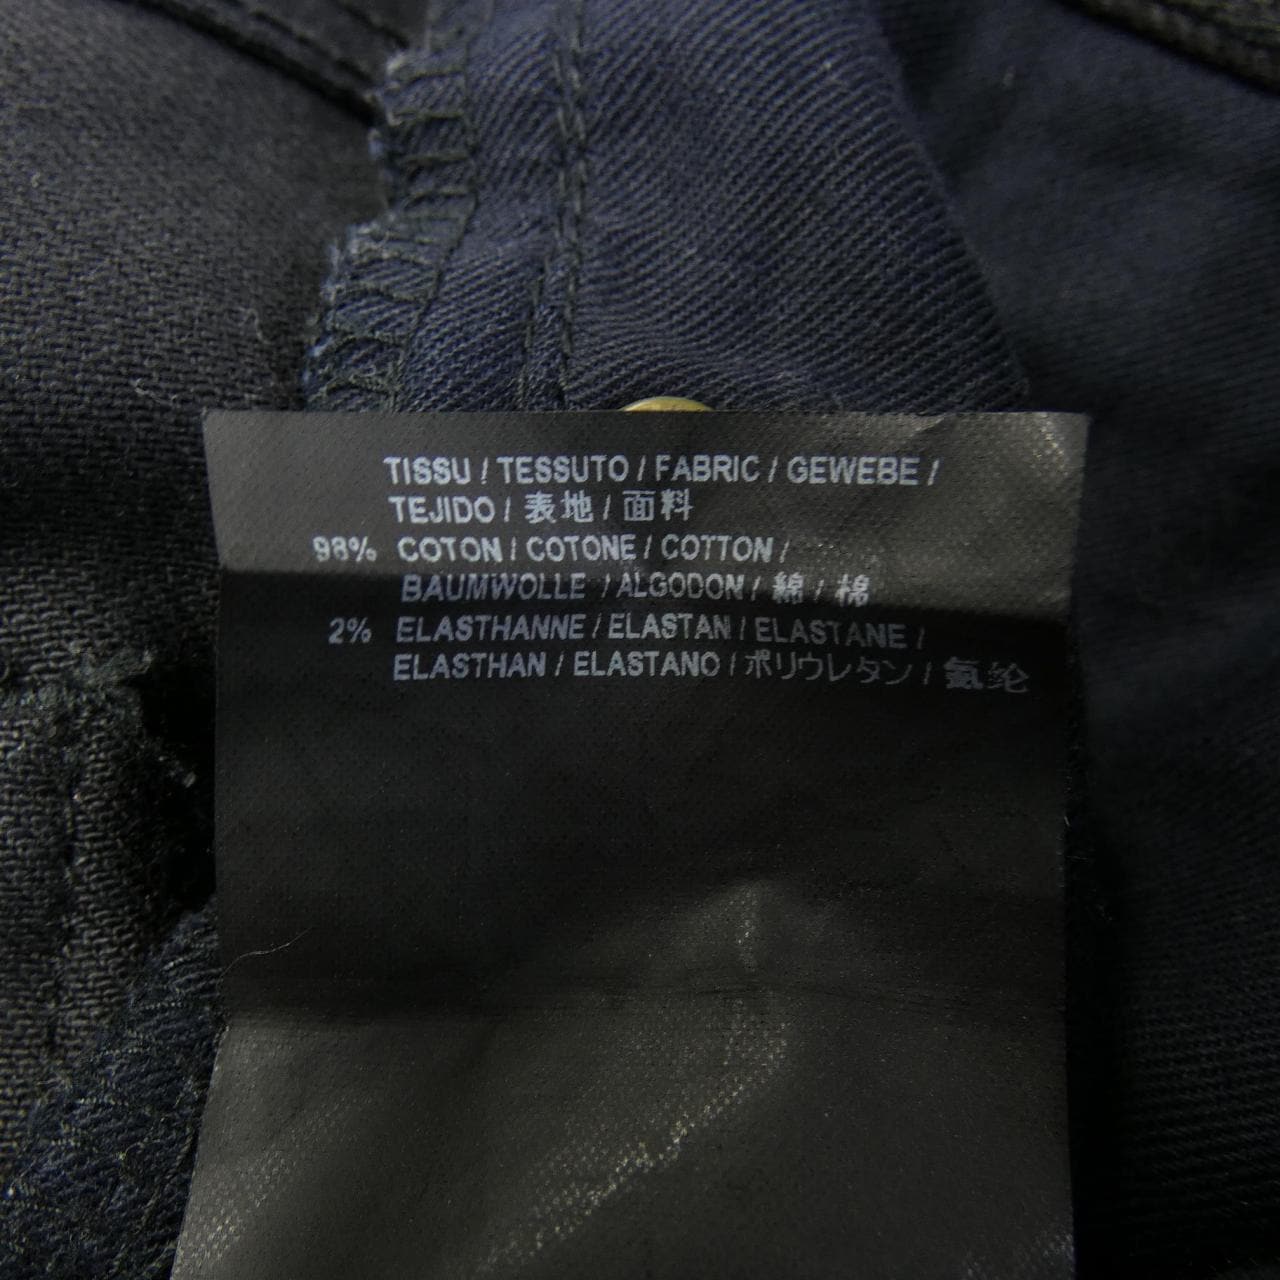 TISSU / TESSUTO / FABRIC / GEWEBE /
TEJIDO / 表地 / 面料
98% COTON / COTONE / COTTON /
BAUMWOLLE / ALGODON / 綿 / 棉
2% ELASTHANNE / ELASTAN / ELASTANE /
ELASTHAN / ELASTANO / ポリウレタン / 氨纶